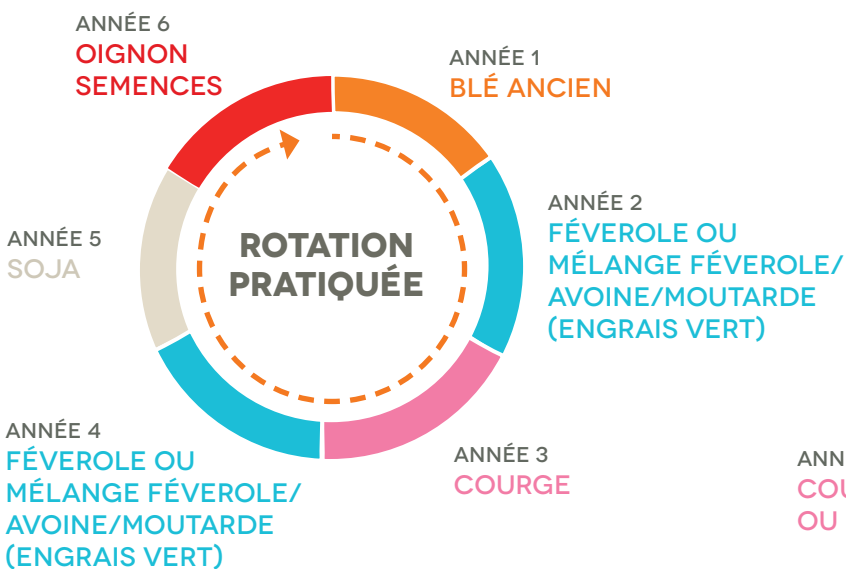 ANNÉE 6
OIGNON
SEMENCES
ANNÉE 1
BLÉ ANCIEN
ANNÉE 2
FÉVEROLE OU
MÉLANGE FÉVEROLE/
AVOINE/MOUTARDE
(ENGRAIS VERT)
ANNÉE 5
SOJA
ROTATION
PRATIQUÉE
ANNÉE 4
FÉVEROLE OU
MÉLANGE FÉVEROLE/
AVOINE/MOUTARDE
(ENGRAIS VERT)
ANNÉE 3
COURGE
OU